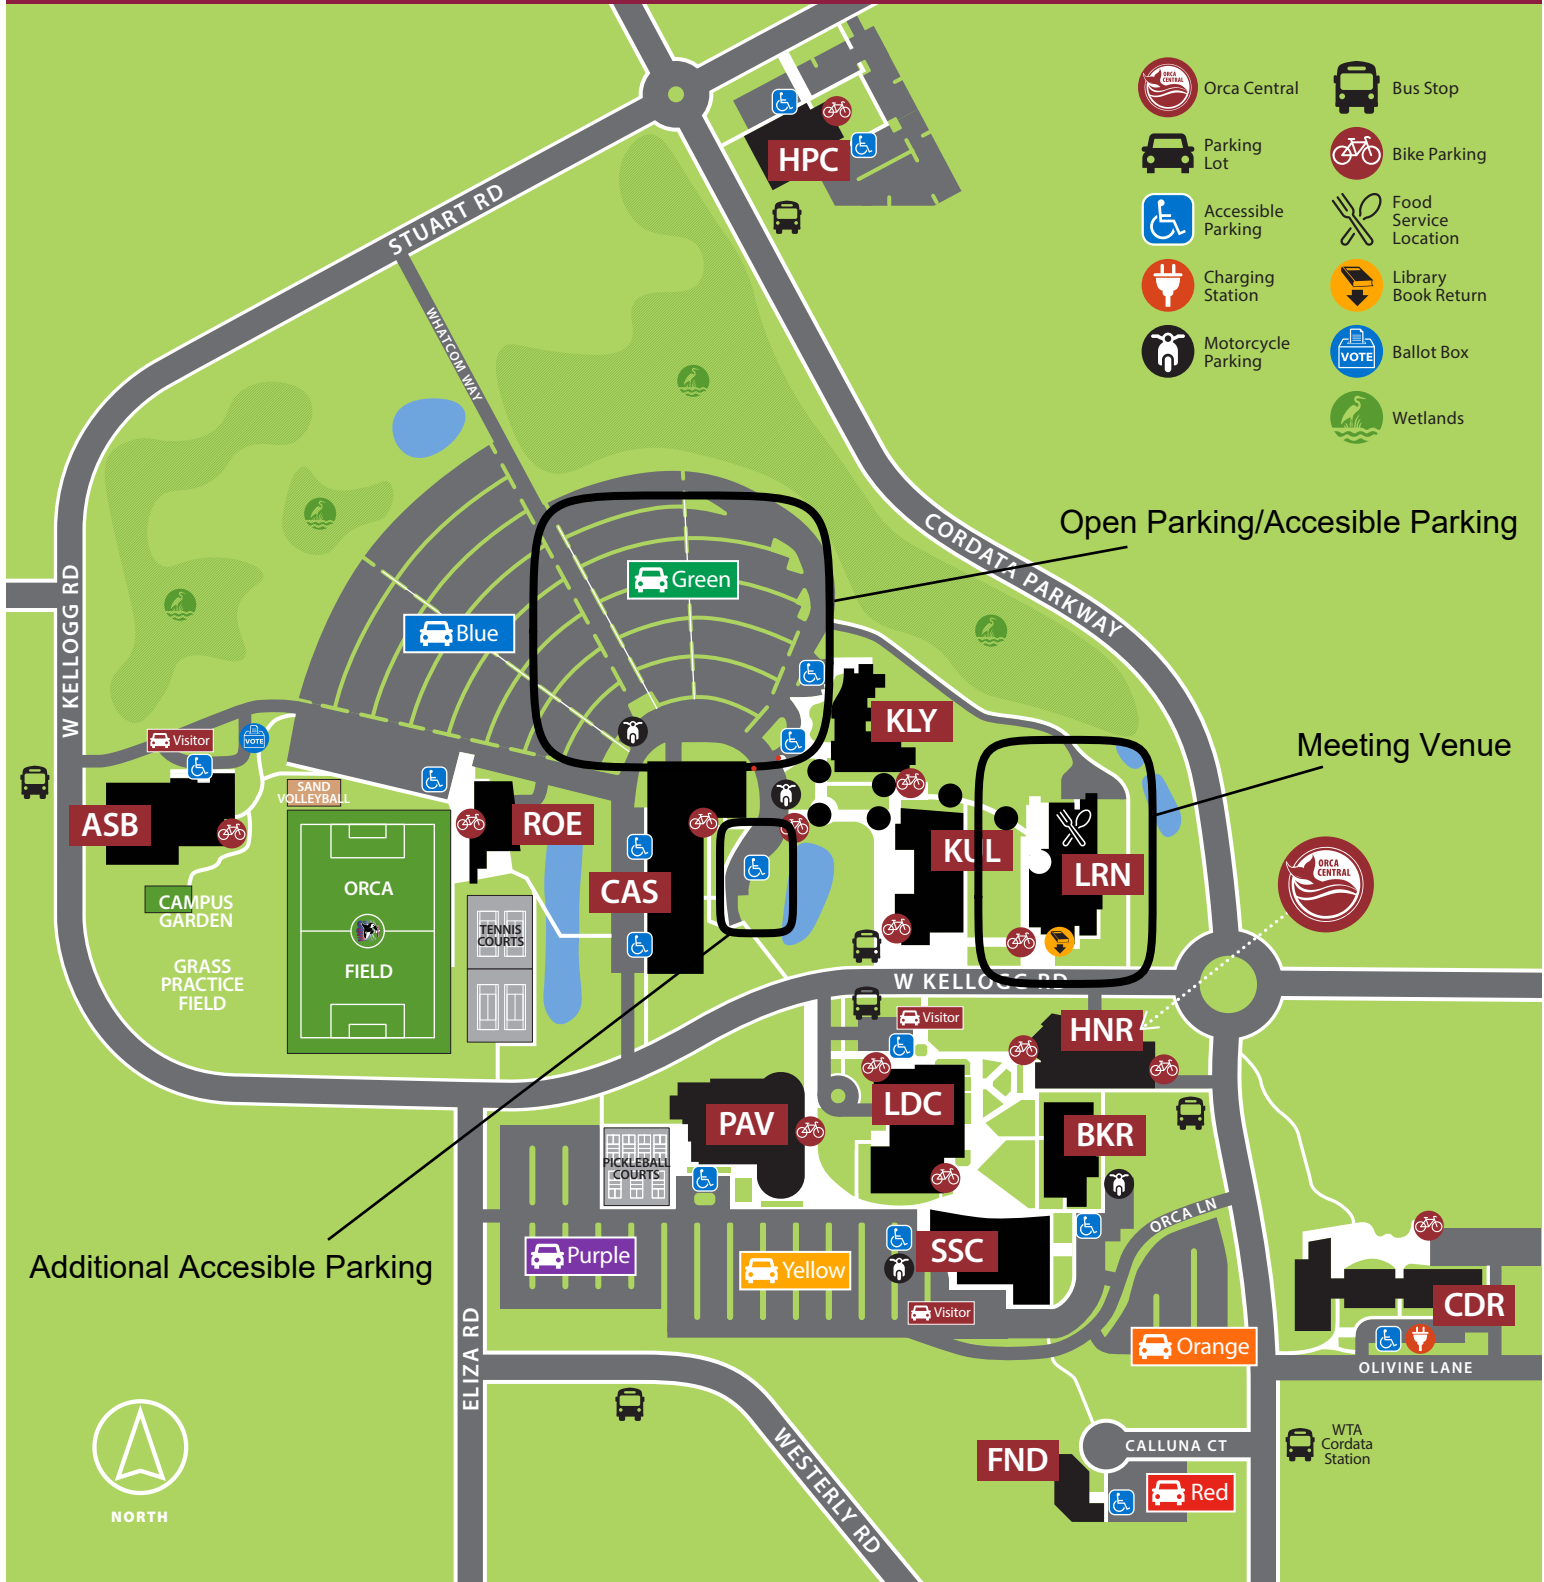 HPC
ORCA
CENTRAL
Orca Central
Bus Stop
Parking
Lot
Bike Parking
Accessible
Parking
Food
Service
Location
Charging
Station
Library
Book Return
Motorcycle
Parking
VOTE
Ballot Box
Wetlands
STUART RD
WHATCOM WAY
CORDATA PARKWAY
Open Parking/Accesible Parking
Green
Blue
W KELLOGG RD
KLY
Meeting Venue
Visitor
VOTE
SAND
VOLLEYBALL
ASB
ROE
KUL
LRN
CAS
ORCA
FIELD
CAMPUS
GARDEN
GRASS
PRACTICE
FIELD
TENNIS
COURTS
ORCA
CENTRAL
W KELLOGG RD
Visitor
HNR
LDC
PAV
BKR
PICKLEBALL
COURTS
ORCA LN
Additional Accesible Parking
Purple
Yellow
SSC
Visitor
CDR
Orange
OLIVINE LANE
ELIZA RD
WESTERLY RD
NORTH
FND
CALLUNA CT
WTA
Cordata
Station
Red